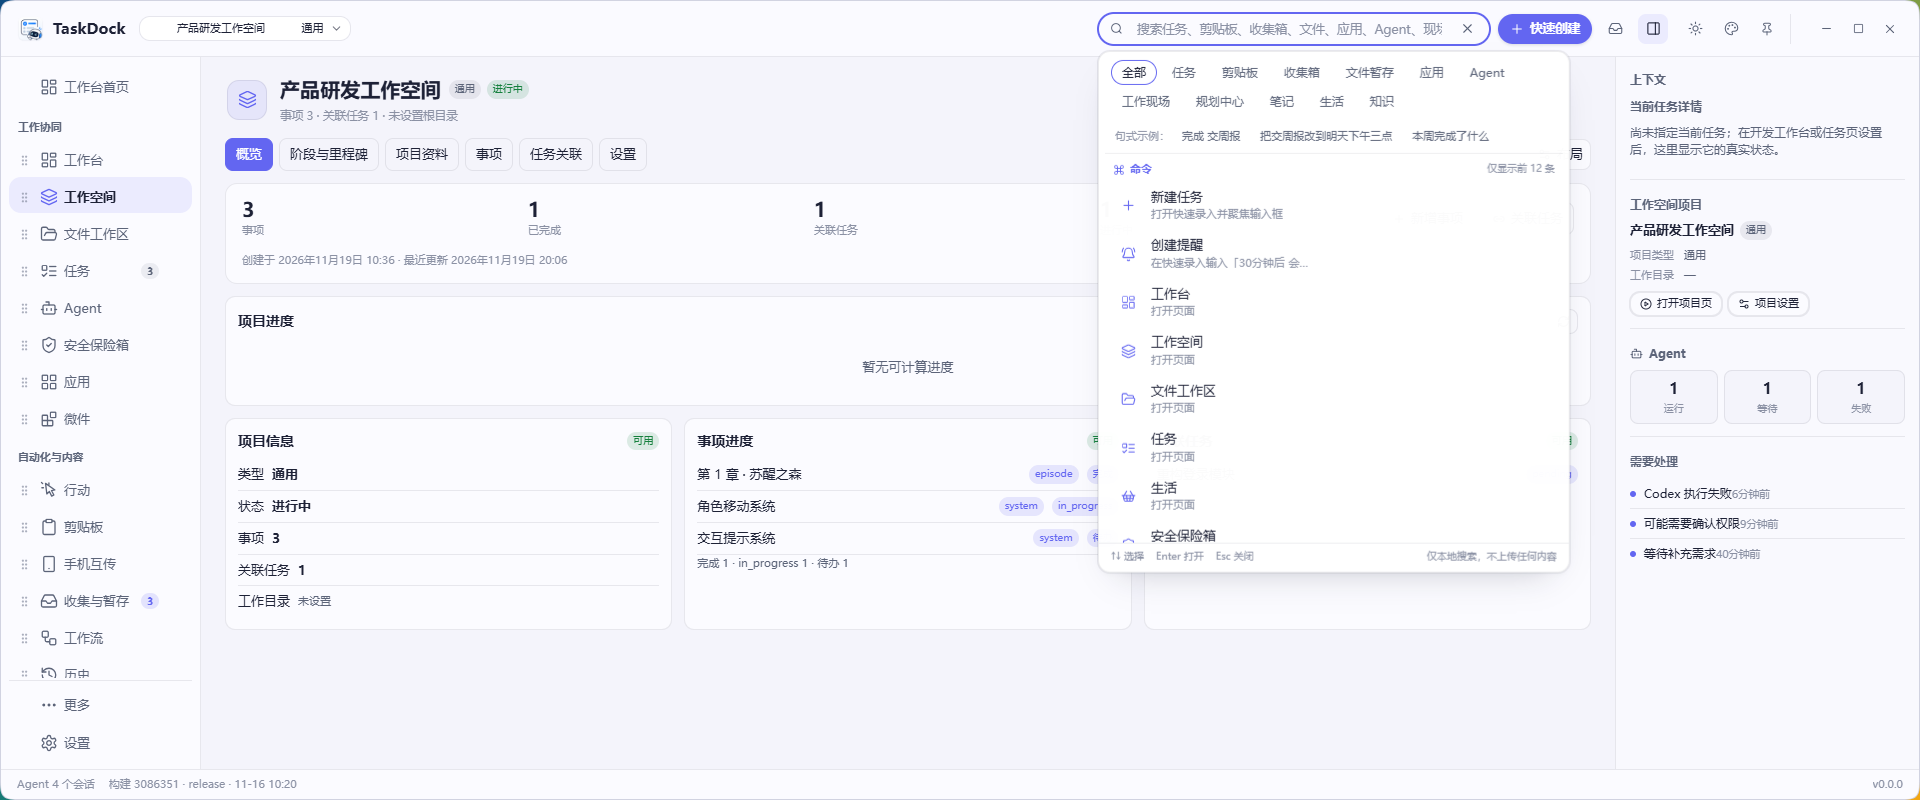 TaskDock
产品研发工作空间 通用
搜索任务、剪贴板、收集箱、文件、应用、Agent、现场
快速创建
工作台首页
工作协同
工作台
工作空间
文件工作区
任务 3
Agent
安全保险箱
应用
微件
自动化与内容
行动
剪贴板
手机互传
收集与暂存 3
工作流
历史
更多
设置
产品研发工作空间 通用 进行中
事项 3 · 关联任务 1 · 未设置根目录
概览 阶段与里程碑 项目资料 事项 任务关联 设置
局
3
事项
1
已完成
1
关联任务
创建于 2026年11月19日 10:36 · 最近更新 2026年11月19日 20:06
项目进度
暂无可计算进度
项目信息 可用
类型 通用
状态 进行中
事项 3
关联任务 1
工作目录 未设置
事项进度
第 1 章 · 苏醒之森 episode
角色移动系统 system in_progr
交互提示系统 system
完成 1 · in_progress 1 · 待办 1
全部 任务 剪贴板 收集箱 文件暂存 应用 Agent
工作现场 规划中心 笔记 生活 知识
句式示例： 完成 交周报 把交周报改到明天下午三点 本周完成了什么
命令 仅显示前 12 条
新建任务
打开快速录入并聚焦输入框
创建提醒
在快速录入输入「30分钟后 会...
工作台
打开页面
工作空间
打开页面
文件工作区
打开页面
任务
打开页面
生活
打开页面
安全保险箱
↑↓ 选择 Enter 打开 Esc 关闭 仅本地搜索，不上传任何内容
上下文
当前任务详情
尚未指定当前任务；在开发工作台或任务页设置
后，这里显示它的真实状态。
工作空间项目
产品研发工作空间 通用
项目类型 通用
工作目录 —
打开项目页 项目设置
Agent
1
运行
1
等待
1
失败
需要处理
Codex 执行失败6分钟前
可能需要确认权限9分钟前
等待补充需求40分钟前
Agent 4 个会话 构建 3086351 · release · 11-16 10:20
v0.0.0